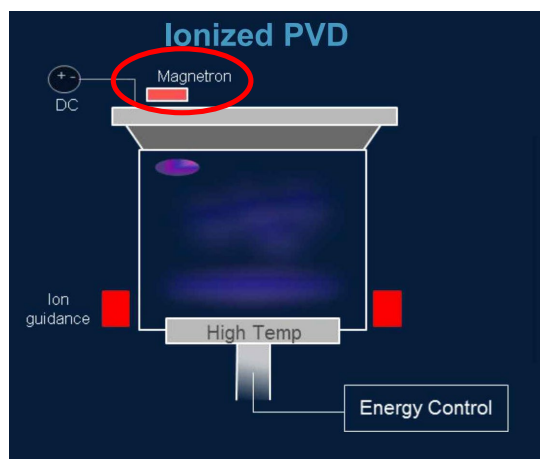 Ionized PVD
+ -
Magnetron
DC
Ion
guidance
High Temp
Energy Control